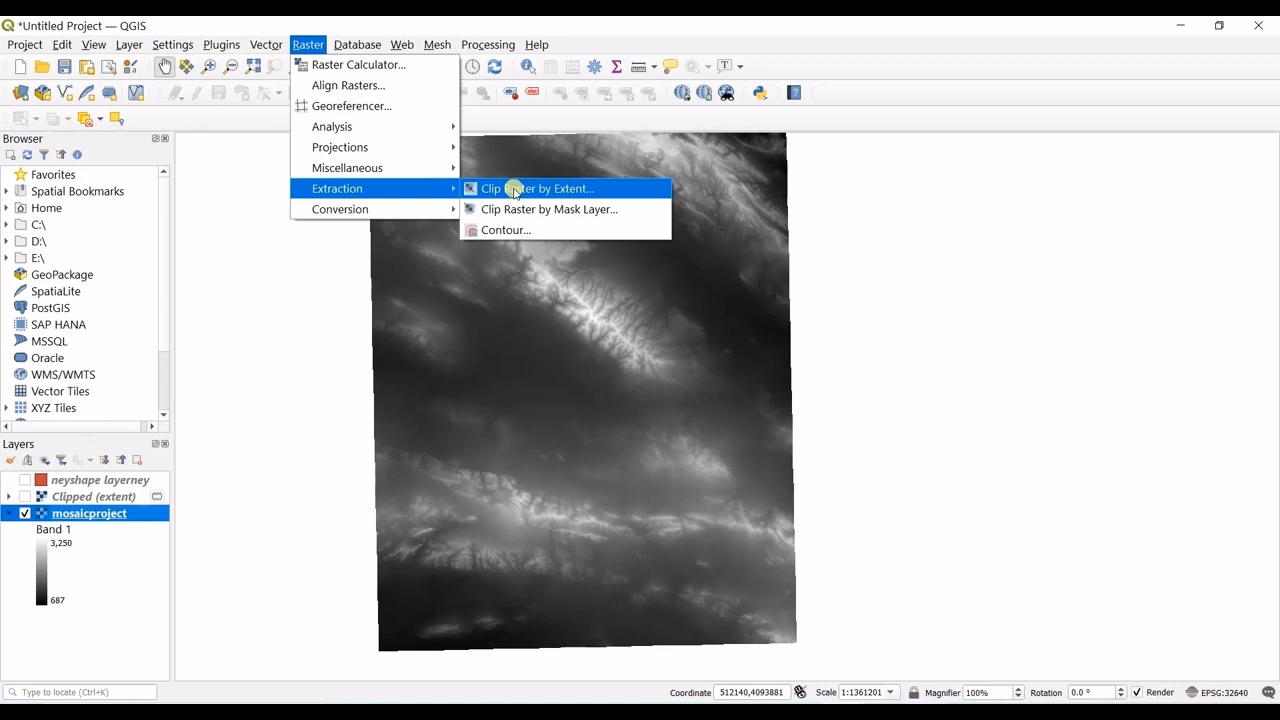 *Untitled Project — QGIS
Project Edit View Layer Settings Plugins Vector Raster Database Web Mesh Processing Help
Raster Calculator...
Align Rasters...
Georeferencer...
Analysis
Projections
Miscellaneous
Extraction
Conversion
Clip Raster by Extent...
Clip Raster by Mask Layer...
Contour...
Browser
Favorites
Spatial Bookmarks
Home
C:\
D:\
E:\
GeoPackage
SpatiaLite
PostGIS
SAP HANA
MSSQL
Oracle
WMS/WMTS
Vector Tiles
XYZ Tiles
Layers
neyshape layerney
Clipped (extent)
mosaicproject
Band 1
3,250
687
Type to locate (Ctrl+K)
Coordinate 512140,4093881 Scale 1:1361201 Magnifier 100% Rotation 0.0 ° Render EPSG:32640